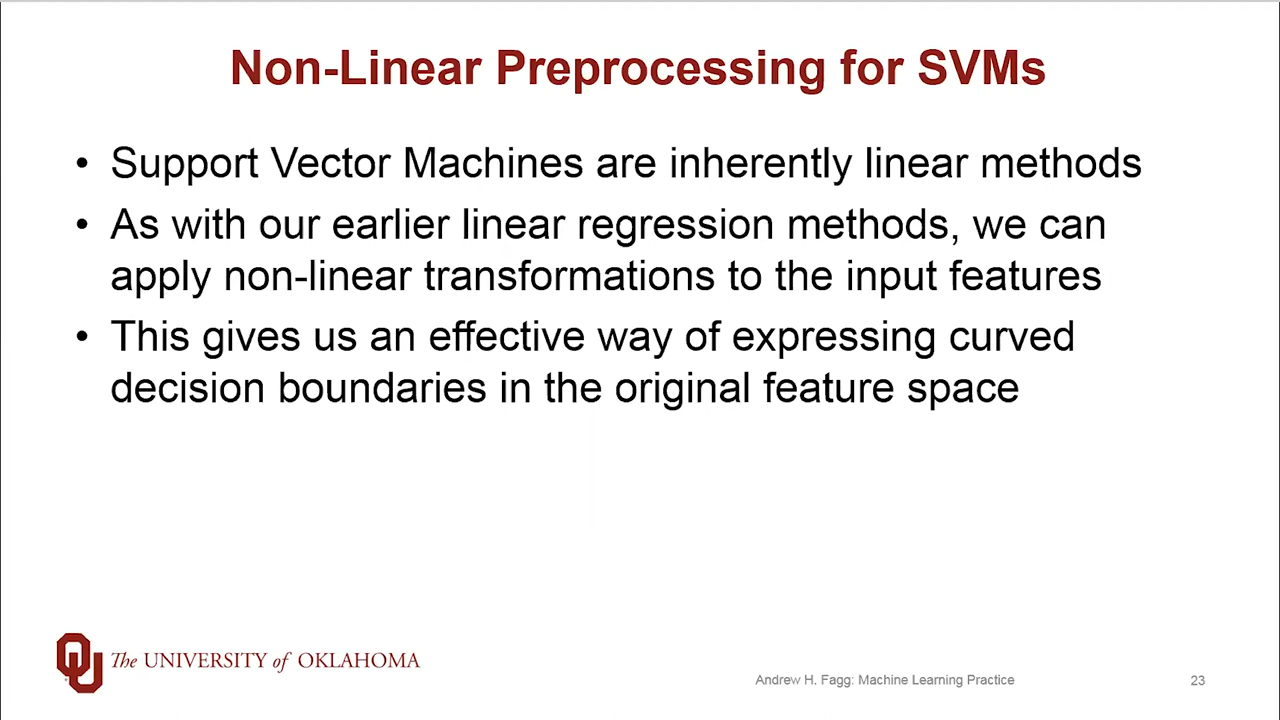 Non-Linear Preprocessing for SVMs
• Support Vector Machines are inherently linear methods
• As with our earlier linear regression methods, we can
apply non-linear transformations to the input features
• This gives us an effective way of expressing curved
decision boundaries in the original feature space
The UNIVERSITY of OKLAHOMA
Andrew H. Fagg: Machine Learning Practice
23